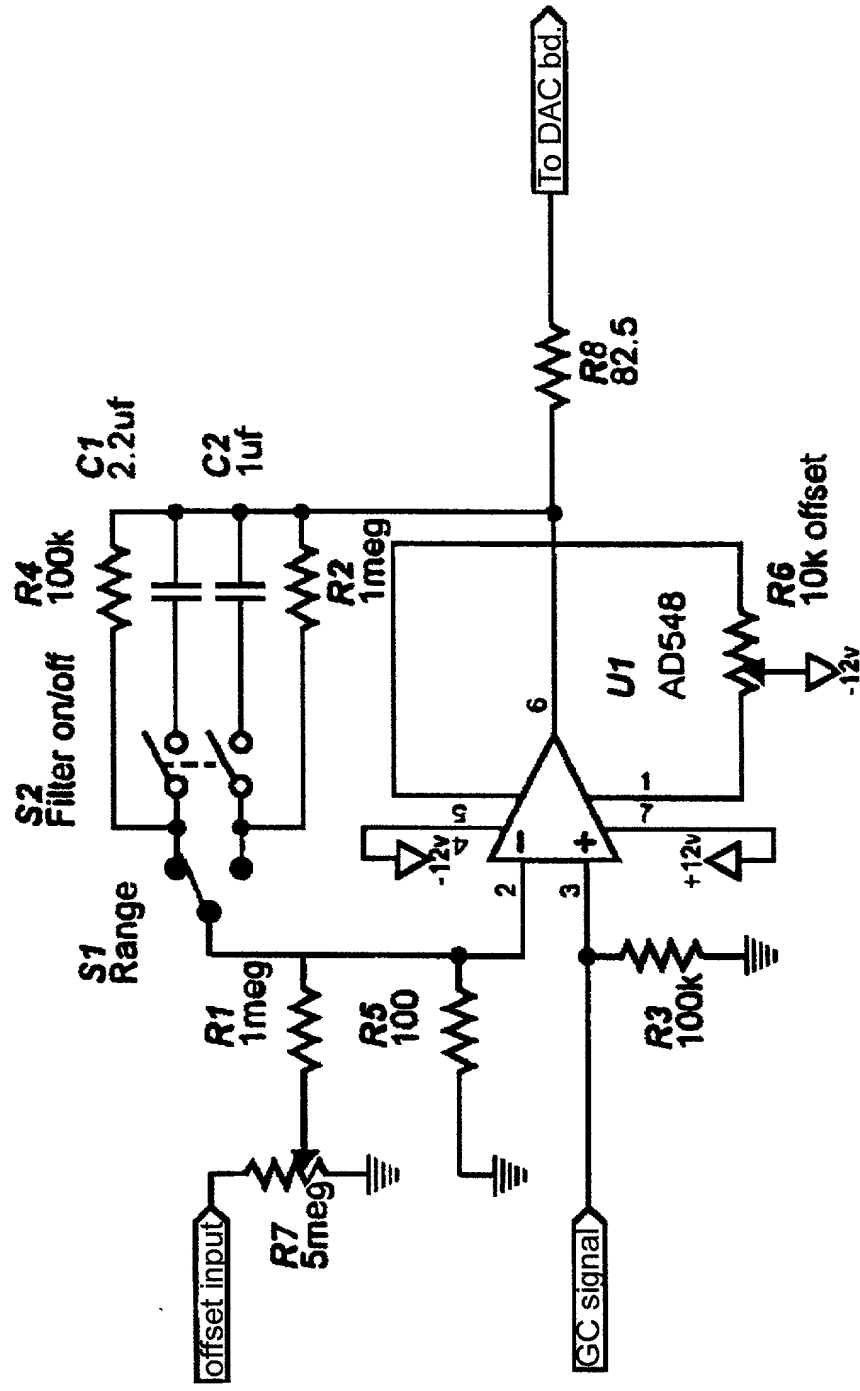 S2
Filter on/off
R4
100k
C1
2.2uf
C2
1uf
S1
Range
R2
1meg
R1
1meg
offset input
R7
5meg
R5
100
-12v
4
5
2
3
6
-
+
U1
AD548
1
7
+12v
R8
82.5
To DAC bd.
R6
10k offset
-12v
GC signal
R3
100k